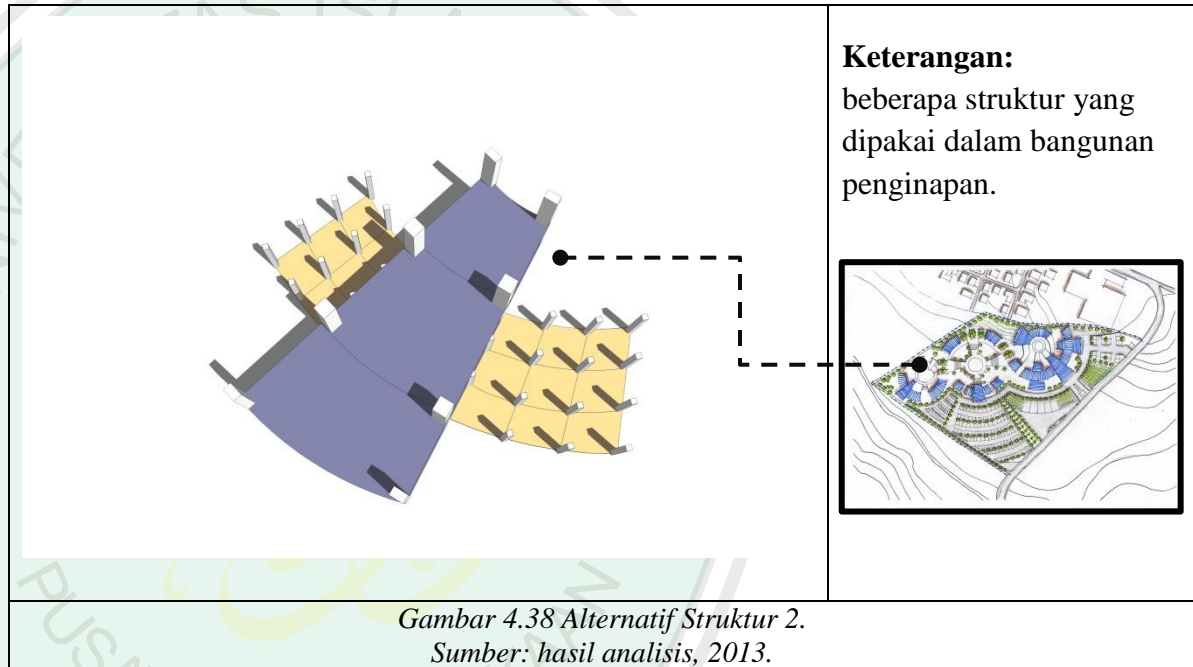 Keterangan:
beberapa struktur yang
dipakai dalam bangunan
penginapan.
Gambar 4.38 Alternatif Struktur 2.
Sumber: hasil analisis, 2013.